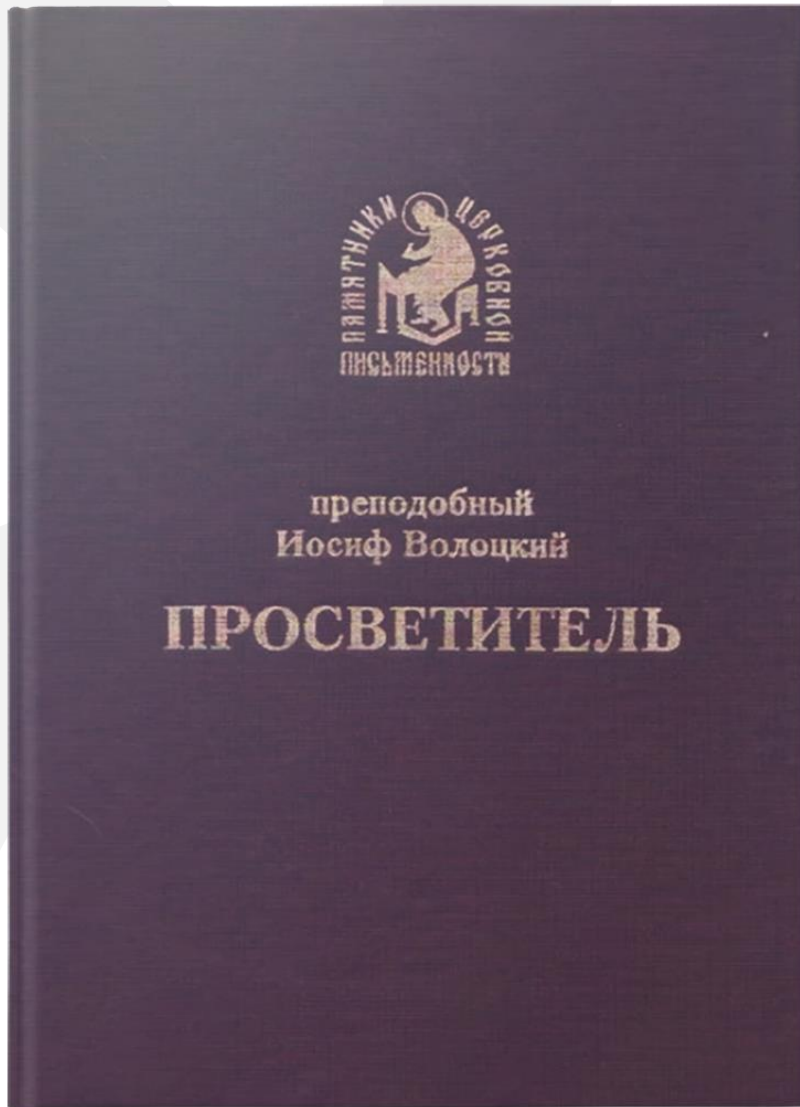 ПАМЯТНИКИ ЦЕРКОВНОЙ
ПИСЬМЕННОСТИ
преподобный
Иосиф Волоцкий
ПРОСВЕТИТЕЛЬ